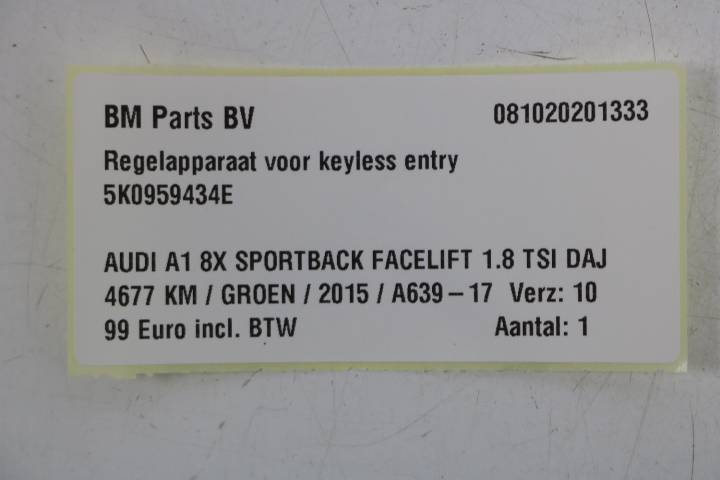 BM Parts BV 081020201333
Regelapparaat voor keyless entry
5K0959434E
AUDI A1 8X SPORTBACK FACELIFT 1.8 TSI DAJ
4677 KM / GROEN / 2015 / A639 – 17 Verz: 10
99 Euro incl. BTW Aantal: 1